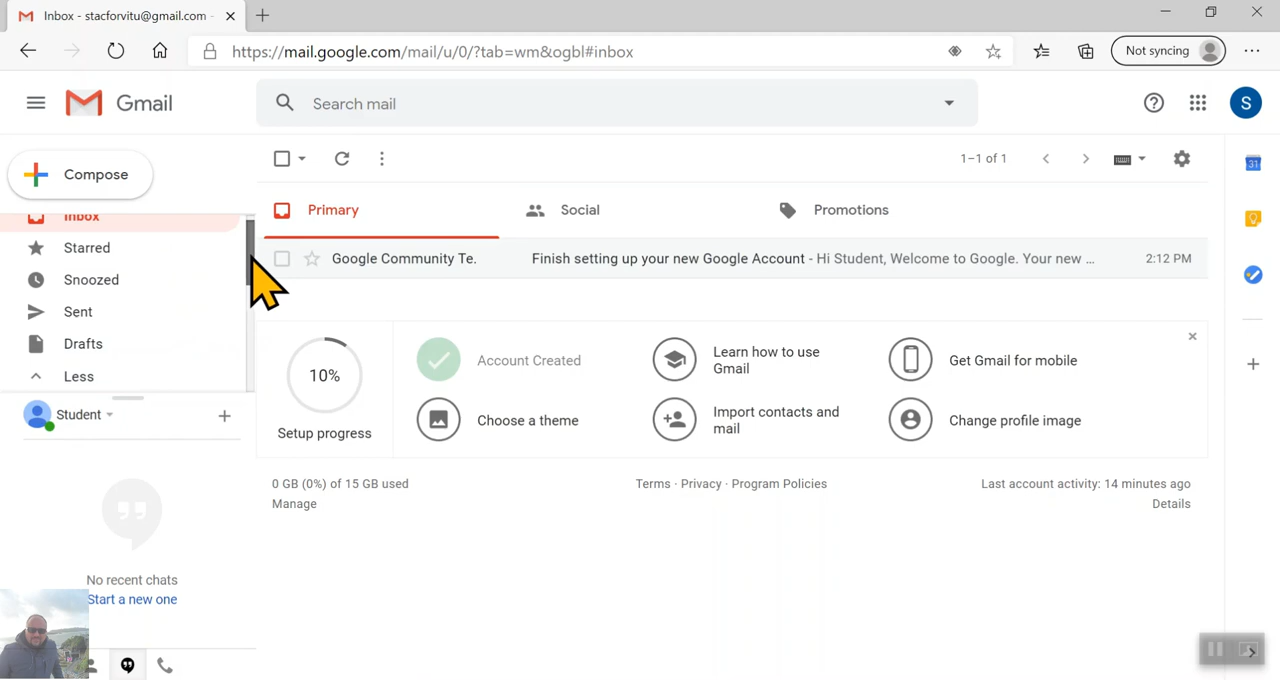 Inbox - stacforvitu@gmail.com -
https://mail.google.com/mail/u/0/?tab=wm&ogbl#inbox
Not syncing
Gmail
Search mail
S
Compose
1–1 of 1
31
Inbox
Starred
Snoozed
Sent
Drafts
Less
Primary
Social
Promotions
Google Community Te.
Finish setting up your new Google Account - Hi Student, Welcome to Google. Your new ...
2:12 PM
10%
Setup progress
Account Created
Learn how to use
Gmail
Get Gmail for mobile
Choose a theme
Import contacts and
mail
Change profile image
Student
0 GB (0%) of 15 GB used
Manage
Terms · Privacy · Program Policies
Last account activity: 14 minutes ago
Details
No recent chats
Start a new one